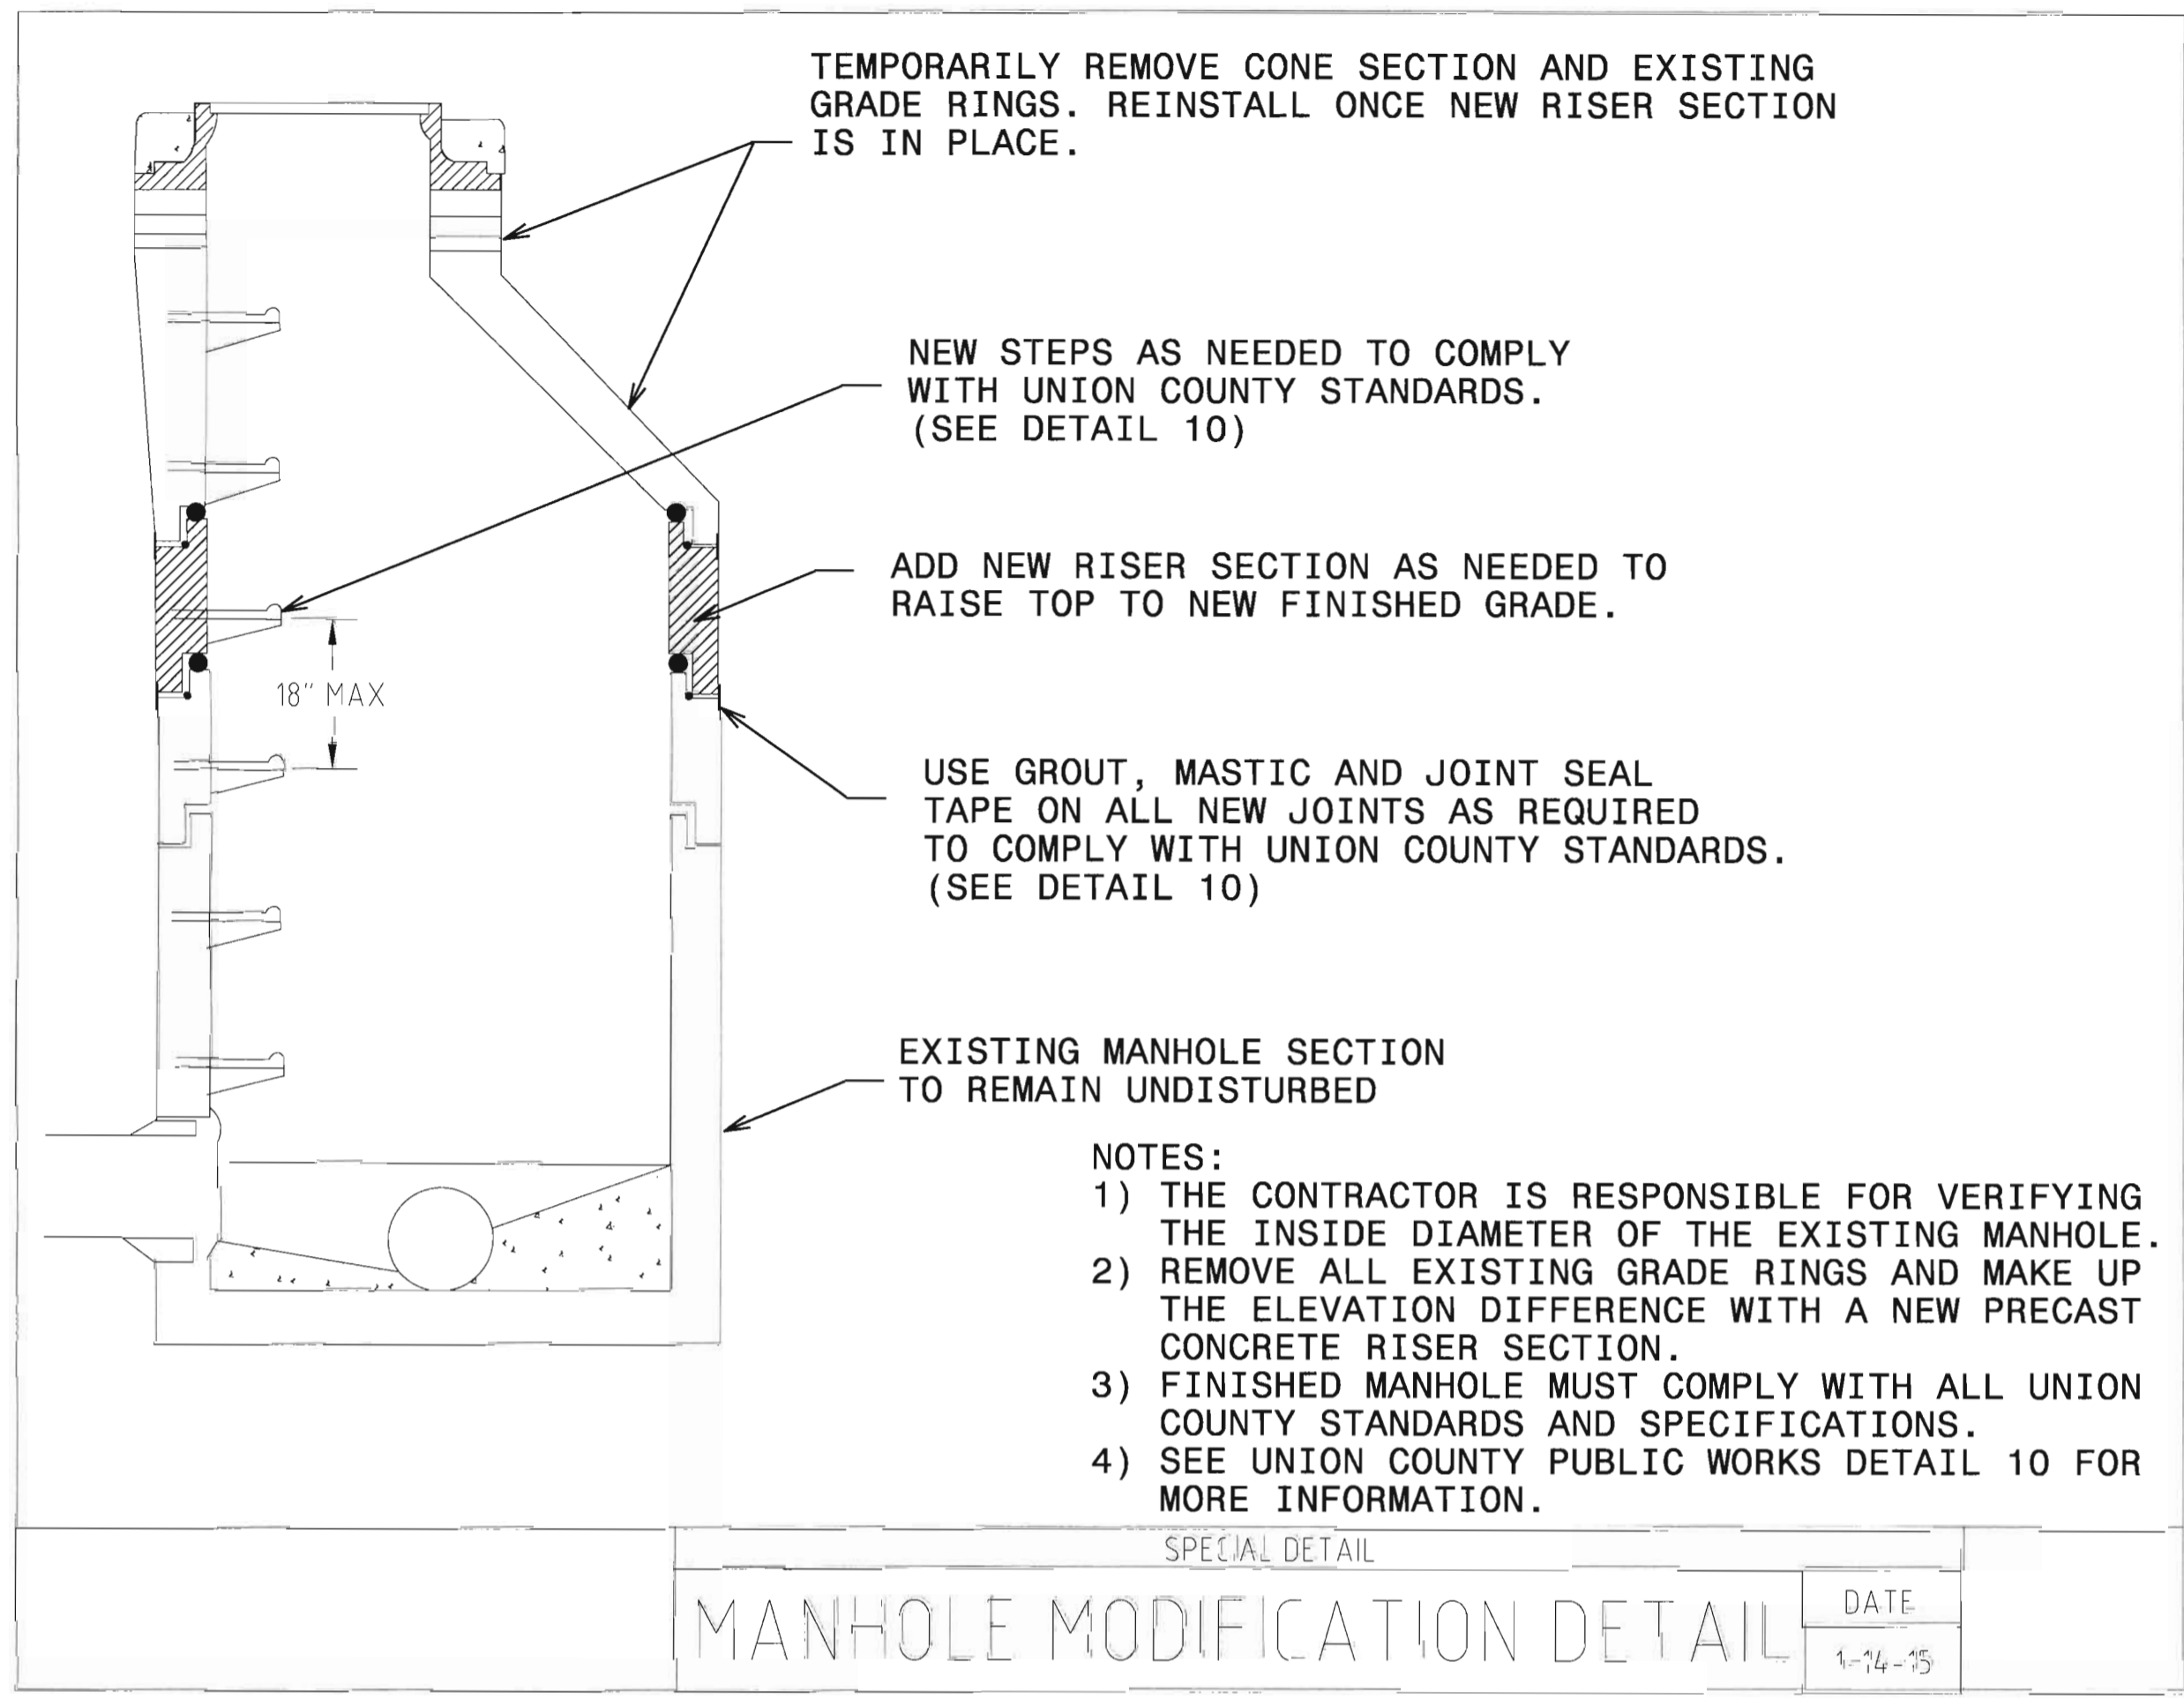 TEMPORARILY REMOVE CONE SECTION AND EXISTING
GRADE RINGS. REINSTALL ONCE NEW RISER SECTION
IS IN PLACE.
NEW STEPS AS NEEDED TO COMPLY
WITH UNION COUNTY STANDARDS.
(SEE DETAIL 10)
ADD NEW RISER SECTION AS NEEDED TO
RAISE TOP TO NEW FINISHED GRADE.
18" MAX
USE GROUT, MASTIC AND JOINT SEAL
TAPE ON ALL NEW JOINTS AS REQUIRED
TO COMPLY WITH UNION COUNTY STANDARDS.
(SEE DETAIL 10)
EXISTING MANHOLE SECTION
TO REMAIN UNDISTURBED
NOTES:
1) THE CONTRACTOR IS RESPONSIBLE FOR VERIFYING
THE INSIDE DIAMETER OF THE EXISTING MANHOLE.
2) REMOVE ALL EXISTING GRADE RINGS AND MAKE UP
THE ELEVATION DIFFERENCE WITH A NEW PRECAST
CONCRETE RISER SECTION.
3) FINISHED MANHOLE MUST COMPLY WITH ALL UNION
COUNTY STANDARDS AND SPECIFICATIONS.
4) SEE UNION COUNTY PUBLIC WORKS DETAIL 10 FOR
MORE INFORMATION.
SPECIAL DETAIL
MANHOLE MODIFICATION DETAIL
DATE
1-14-15